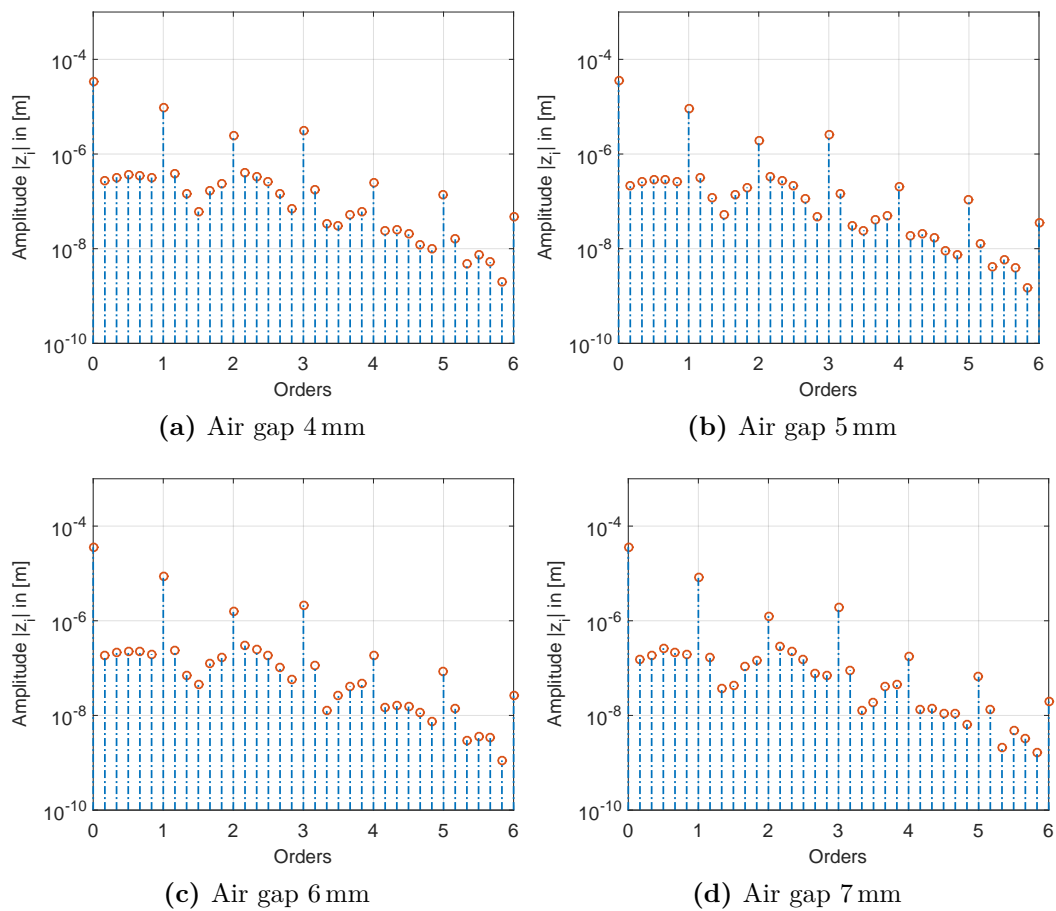 Amplitude |z_i| in [m]
10^-4
10^-6
10^-8
10^-10
0 1 2 3 4 5 6
Orders
(a) Air gap 4 mm
Amplitude |z_i| in [m]
10^-4
10^-6
10^-8
10^-10
0 1 2 3 4 5 6
Orders
(b) Air gap 5 mm
Amplitude |z_i| in [m]
10^-4
10^-6
10^-8
10^-10
0 1 2 3 4 5 6
Orders
(c) Air gap 6 mm
Amplitude |z_i| in [m]
10^-4
10^-6
10^-8
10^-10
0 1 2 3 4 5 6
Orders
(d) Air gap 7 mm